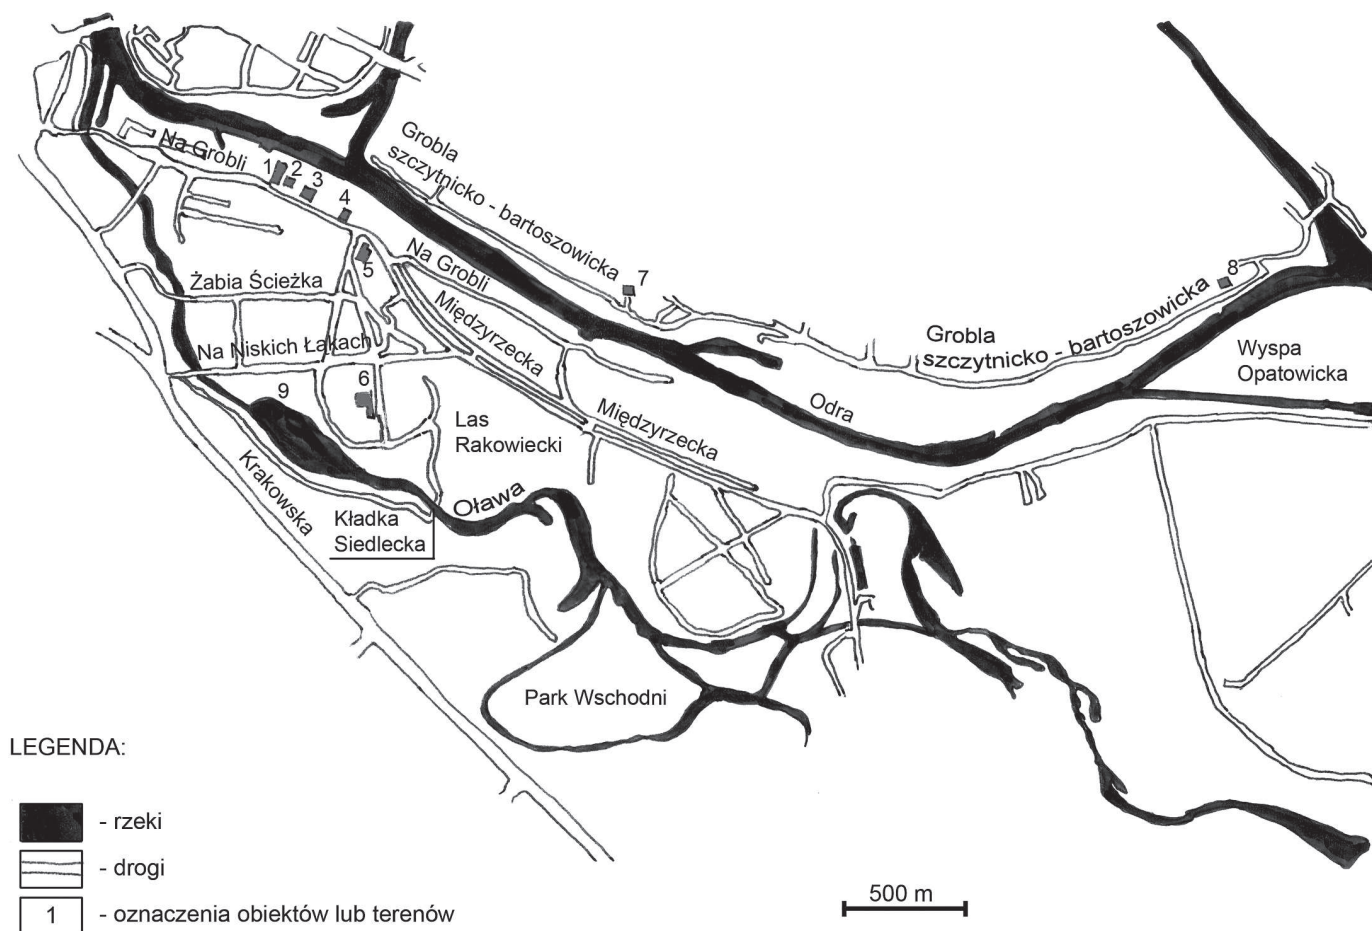 Na Grobli
1
2
3
4
5
Grobla
szczytnicko - bartoszowicka
7
8
Na Grobli
Żabia Ścieżka
Międzyrzecka
Na Niskich Łąkach
6
9
Grobla
szczytnicko - bartoszowicka
Wyspa
Opatowicka
Odra
Las
Rakowiecki
Międzyrzecka
Krakowska
Oława
Kładka
Siedlecka
Park Wschodni
LEGENDA:
- rzeki
- drogi
1 - oznaczenia obiektów lub terenów
500 m